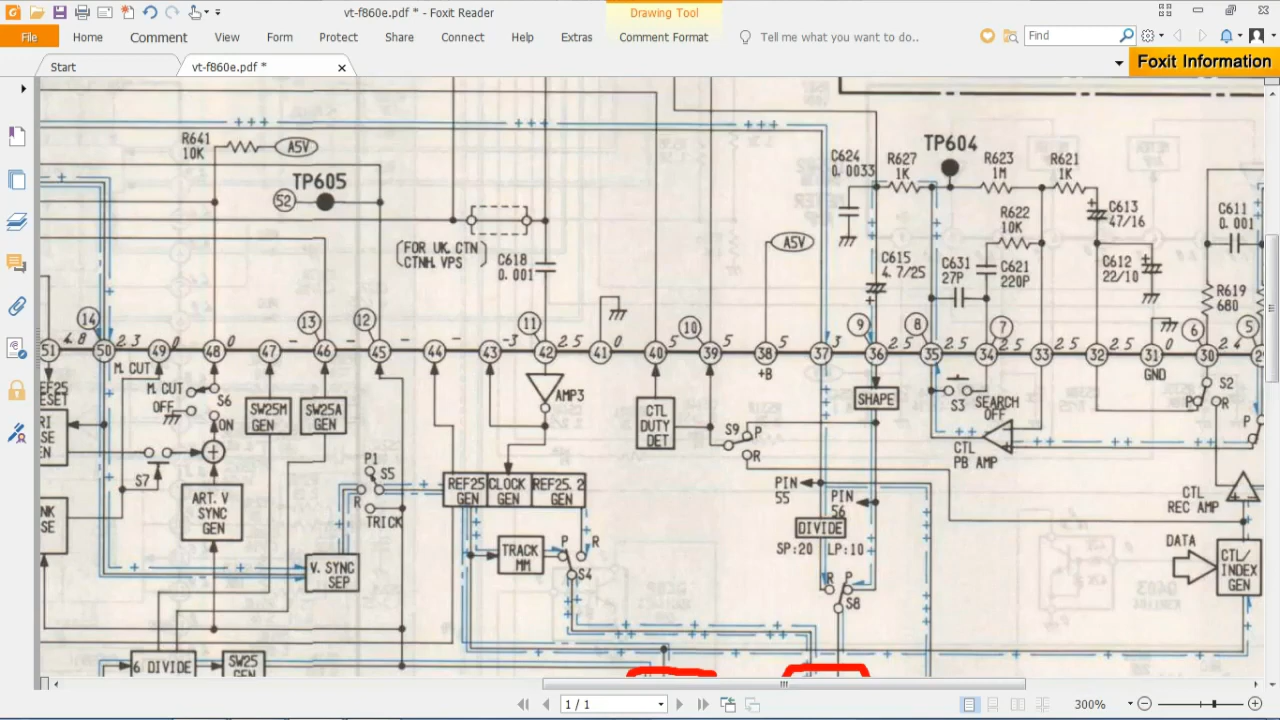 vt-f860e.pdf * - Foxit Reader
Drawing Tool
File Home Comment View Form Protect Share Connect Help Extras Comment Format Tell me what you want to do.. Find
Start vt-f860e.pdf * Foxit Information
R641
10K
A5V
TP605
52
(FOR UK, CTN
CTNH. VPS)
C618
0.001
C624
0.0033
R627
1K
TP604
R623
1M
R621
1K
R622
10K
C613
47/16
C611
0.001
A5V
C615
4.7/25
C631
27P
C621
220P
C612
22/10
R619
680
14 13 12 11 10 9 8 7 6 5
51 4.8 50 2.3 49 0 48 0 47 - 46 - 45 - 44 - 43 -3 42 2.5 41 0 40 5 39 5 38 5 37 3 36 2.5 35 2.5 34 2.5 33 2.5 32 2.5 31 0 30 2.4
M. CUT
M. CUT
OFF
S6
ON
SW25M
GEN
SW25A
GEN
AMP3
CTL
DUTY
DET
+B
SHAPE
S3
SEARCH
OFF
GND
S2
P R
S9 P
R
CTL
PB AMP
P
S7
ART. V
SYNC
GEN
P1
S5
R
TRICK
REF25
GEN
CLOCK
GEN
REF25. 2
GEN
PIN
55
PIN
56
DIVIDE
SP:20 LP:10
CTL
REC AMP
DATA
CTL/
INDEX
GEN
V. SYNC
SEP
TRACK
MM
P R
S4
R P
S8
6 DIVIDE
SW25
GEN
1 / 1
300%